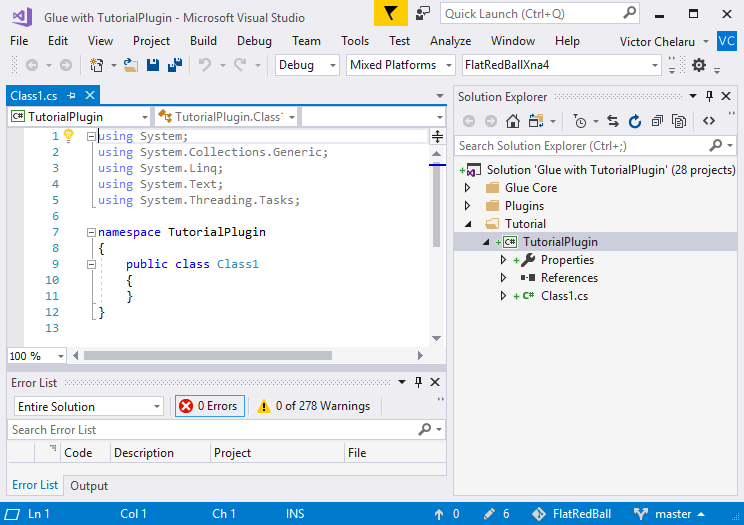 Glue with TutorialPlugin - Microsoft Visual Studio
Quick Launch (Ctrl+Q)
File Edit View Project Build Debug Team Tools Test Analyze Window Help Victor Chelaru VC
Debug Mixed Platforms FlatRedBallXna4
Class1.cs
C# TutorialPlugin TutorialPlugin.Class1
1 using System;
2 using System.Collections.Generic;
3 using System.Linq;
4 using System.Text;
5 using System.Threading.Tasks;
6
7 namespace TutorialPlugin
8 {
9 public class Class1
10 {
11 }
12 }
13
100 %
Error List
Entire Solution 0 Errors 0 of 278 Warnings
Search Error List
Code Description Project File
Error List Output
Solution Explorer
Search Solution Explorer (Ctrl+;)
Solution 'Glue with TutorialPlugin' (28 projects)
Glue Core
Plugins
Tutorial
C# TutorialPlugin
Properties
References
C# Class1.cs
Ln 1 Col 1 Ch 1 INS 0 6 FlatRedBall master